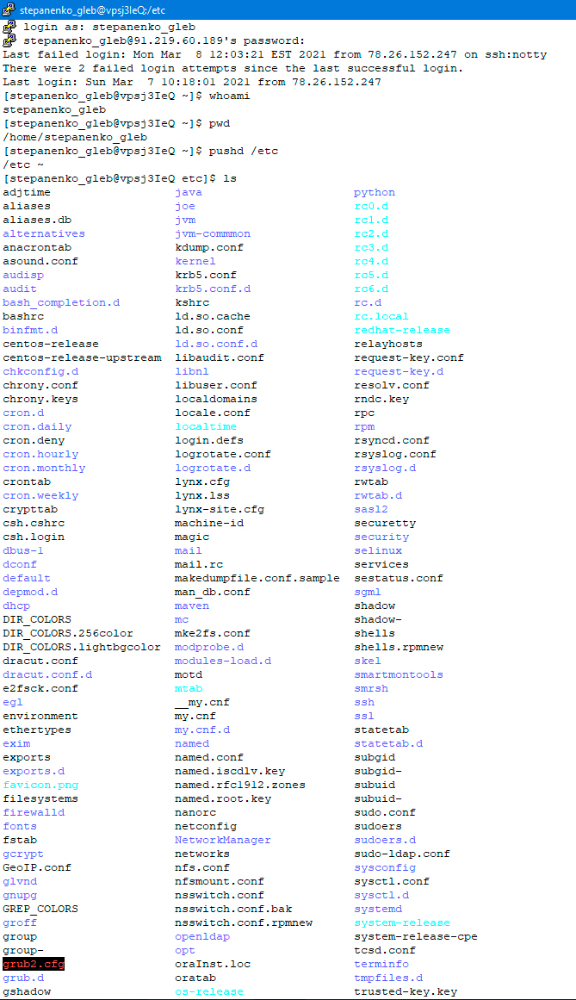 stepanenko_gleb@vpsj3IeQ:/etc
login as: stepanenko_gleb
stepanenko_gleb@91.219.60.189's password:
Last failed login: Mon Mar  8 12:03:21 EST 2021 from 78.26.152.247 on ssh:notty
There were 2 failed login attempts since the last successful login.
Last login: Sun Mar  7 10:18:01 2021 from 78.26.152.247
[stepanenko_gleb@vpsj3IeQ ~]$ whoami
stepanenko_gleb
[stepanenko_gleb@vpsj3IeQ ~]$ pwd
/home/stepanenko_gleb
[stepanenko_gleb@vpsj3IeQ ~]$ pushd /etc
/etc ~
[stepanenko_gleb@vpsj3IeQ etc]$ ls
adjtime java python
aliases joe rc0.d
aliases.db jvm rc1.d
alternatives jvm-commmon rc2.d
anacrontab kdump.conf rc3.d
asound.conf kernel rc4.d
audisp krb5.conf rc5.d
audit krb5.conf.d rc6.d
bash_completion.d kshrc rc.d
bashrc ld.so.cache rc.local
binfmt.d ld.so.conf redhat-release
centos-release ld.so.conf.d relayhosts
centos-release-upstream libaudit.conf request-key.conf
chkconfig.d libnl request-key.d
chrony.conf libuser.conf resolv.conf
chrony.keys localdomains rndc.key
cron.d locale.conf rpc
cron.daily localtime rpm
cron.deny login.defs rsyncd.conf
cron.hourly logrotate.conf rsyslog.conf
cron.monthly logrotate.d rsyslog.d
crontab lynx.cfg rwtab
cron.weekly lynx.lss rwtab.d
crypttab lynx-site.cfg sasl2
csh.cshrc machine-id securetty
csh.login magic security
dbus-1 mail selinux
dconf mail.rc services
default makedumpfile.conf.sample sestatus.conf
depmod.d man_db.conf sgml
dhcp maven shadow
DIR_COLORS mc shadow-
DIR_COLORS.256color mke2fs.conf shells
DIR_COLORS.lightbgcolor modprobe.d shells.rpmnew
dracut.conf modules-load.d skel
dracut.conf.d motd smartmontools
e2fsck.conf mtab smrsh
egl __my.cnf ssh
environment my.cnf ssl
ethertypes my.cnf.d statetab
exim named statetab.d
exports named.conf subgid
exports.d named.iscdlv.key subgid-
favicon.png named.rfc1912.zones subuid
filesystems named.root.key subuid-
firewalld nanorc sudo.conf
fonts netconfig sudoers
fstab NetworkManager sudoers.d
gcrypt networks sudo-ldap.conf
GeoIP.conf nfs.conf sysconfig
glvnd nfsmount.conf sysctl.conf
gnupg nsswitch.conf sysctl.d
GREP_COLORS nsswitch.conf.bak systemd
groff nsswitch.conf.rpmnew system-release
group openldap system-release-cpe
group- opt tcsd.conf
grub2.cfg oraInst.loc terminfo
grub.d oratab tmpfiles.d
gshadow os-release trusted-key.key